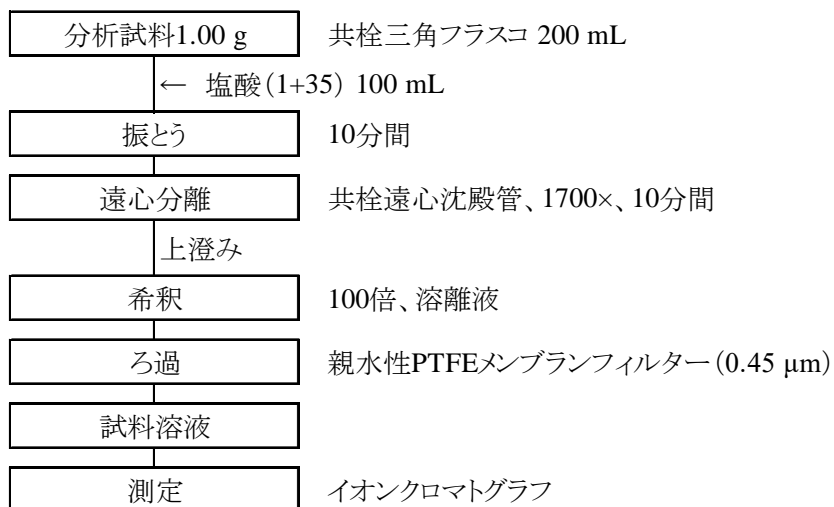 分析試料1.00 g 共栓三角フラスコ 200 mL
← 塩酸(1+35) 100 mL
振とう 10分間
遠心分離 共栓遠心沈殿管、1700×、10分間
上澄み
希釈 100倍、溶離液
ろ過 親水性PTFEメンブランフィルター(0.45 µm)
試料溶液
測定 イオンクロマトグラフ